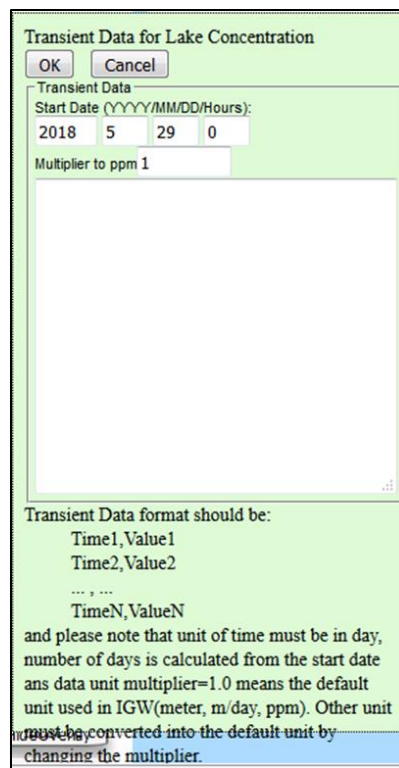 Transient Data for Lake Concentration
OK Cancel
Transient Data
Start Date (YYYY/MM/DD/Hours):
2018 5 29 0
Multiplier to ppm 1
Transient Data format should be:
Time1,Value1
Time2,Value2
... , ...
TimeN,ValueN
and please note that unit of time must be in day,
number of days is calculated from the start date
ans data unit multiplier=1.0 means the default
unit used in IGW(meter, m/day, ppm). Other unit
must be converted into the default unit by
changing the multiplier.